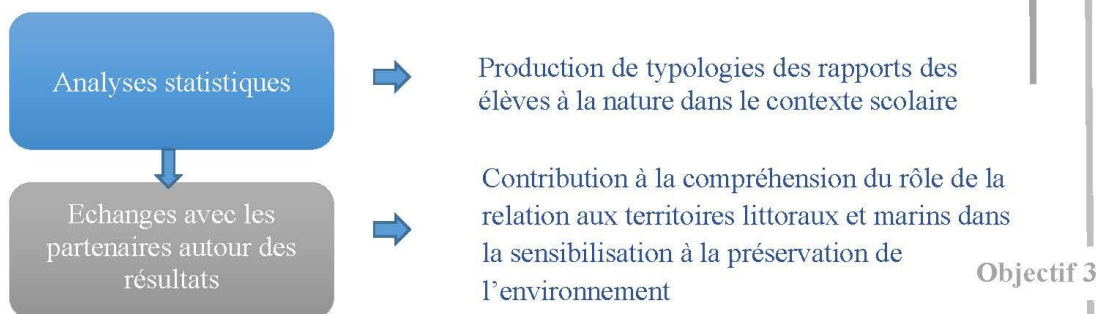 Analyses statistiques
Production de typologies des rapports des
élèves à la nature dans le contexte scolaire
Echanges avec les
partenaires autour des
résultats
Contribution à la compréhension du rôle de la
relation aux territoires littoraux et marins dans
la sensibilisation à la préservation de
l’environnement
Objectif 3